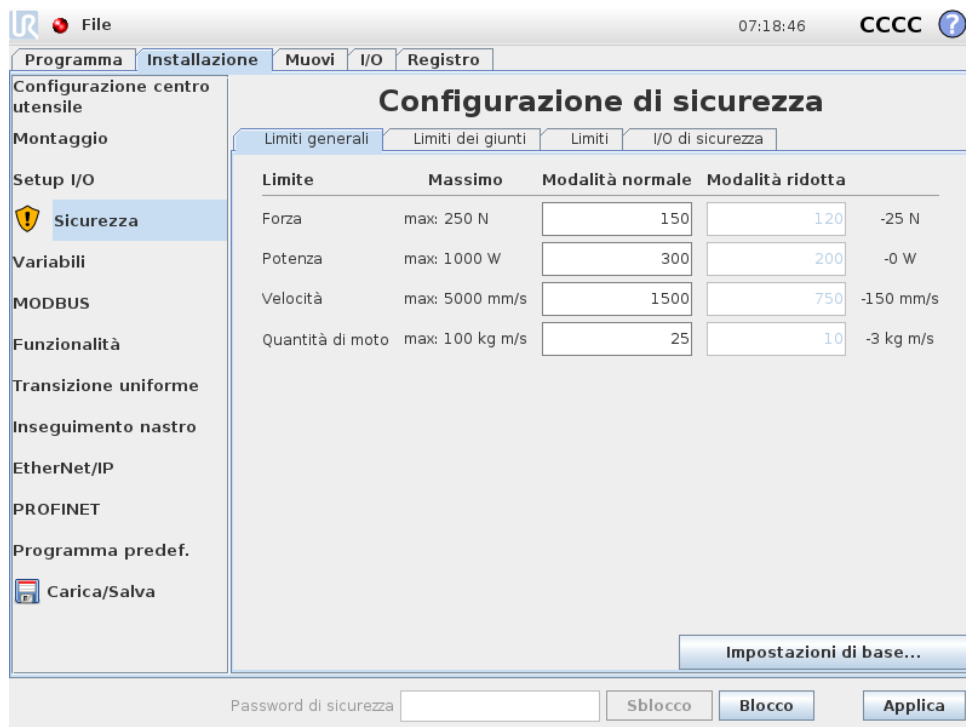 UR File 07:18:46 CCCC ?
Programma Installazione Muovi I/O Registro
Configurazione centro
utensile
Montaggio
Setup I/O
Sicurezza
Variabili
MODBUS
Funzionalità
Transizione uniforme
Inseguimento nastro
EtherNet/IP
PROFINET
Programma predef.
Carica/Salva
Configurazione di sicurezza
Limiti generali Limiti dei giunti Limiti I/O di sicurezza
Limite Massimo Modalità normale Modalità ridotta
Forza max: 250 N 150 120 -25 N
Potenza max: 1000 W 300 200 -0 W
Velocità max: 5000 mm/s 1500 750 -150 mm/s
Quantità di moto max: 100 kg m/s 25 10 -3 kg m/s
Impostazioni di base...
Password di sicurezza Sblocco Blocco Applica